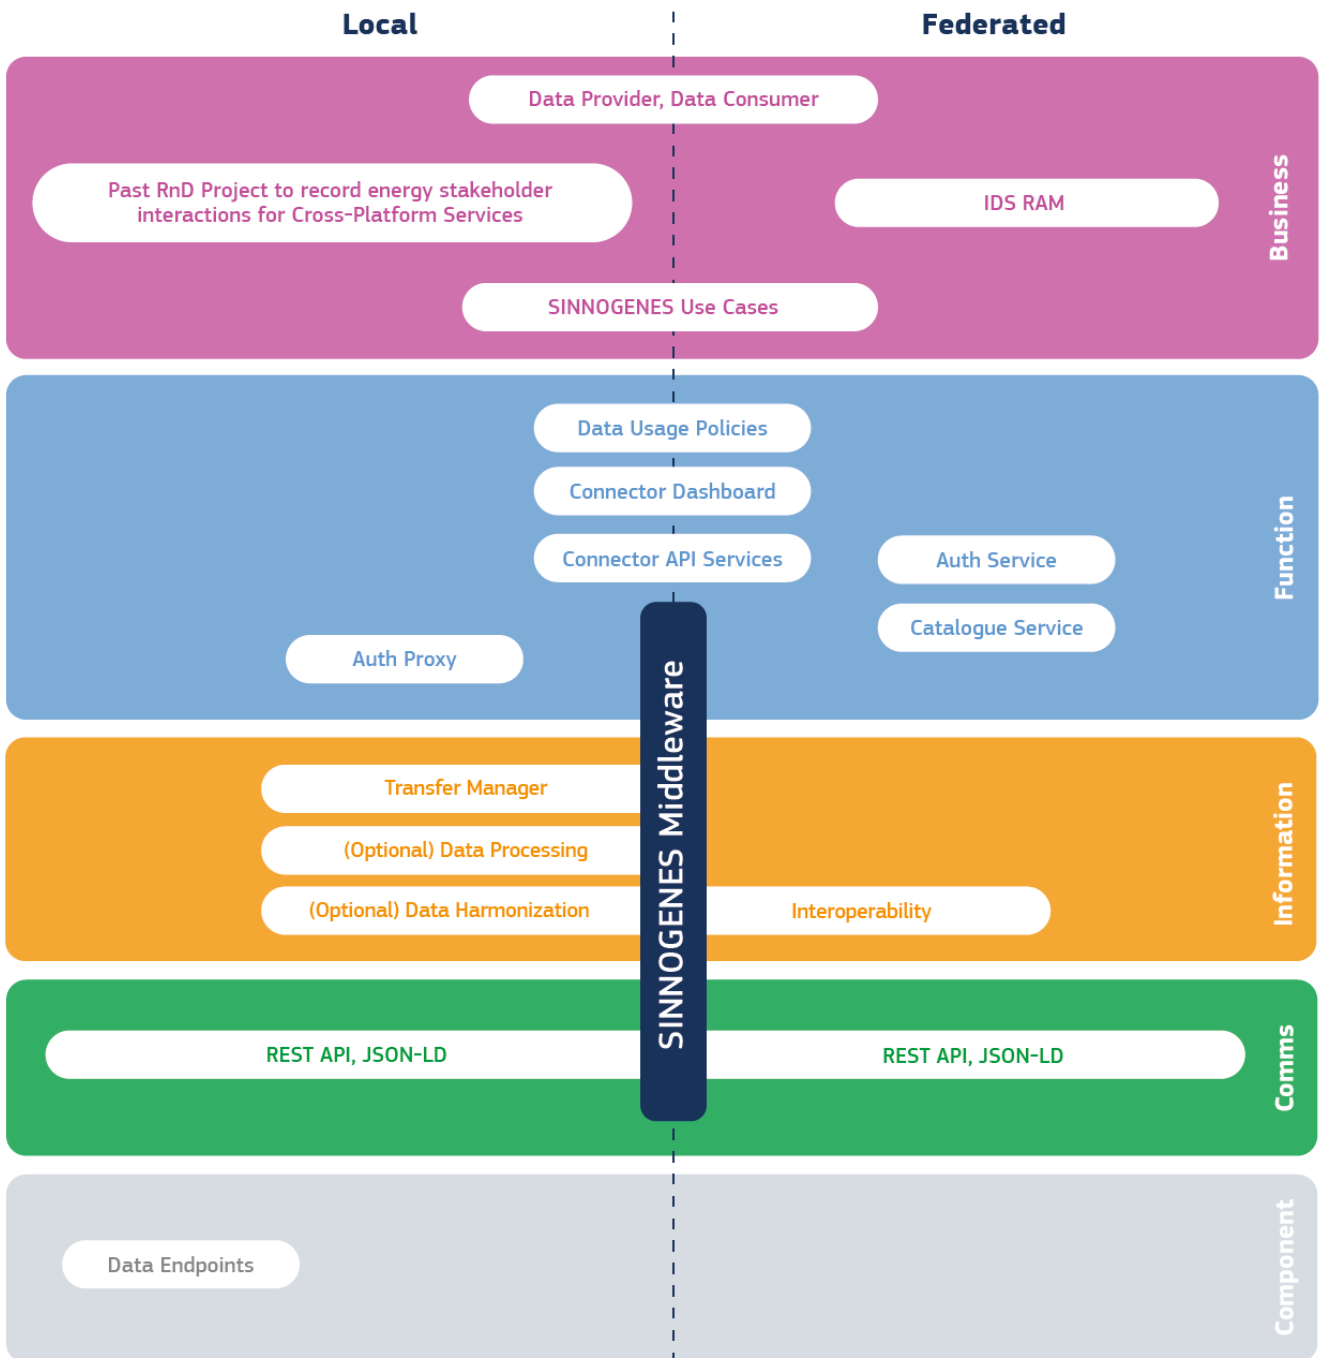 Local
Federated
Data Provider, Data Consumer
Past RnD Project to record energy stakeholder
interactions for Cross-Platform Services
IDS RAM
SINNOGENES Use Cases
Business
Data Usage Policies
Connector Dashboard
Connector API Services
Auth Service
Catalogue Service
Auth Proxy
Function
SINNOGENES Middleware
Transfer Manager
(Optional) Data Processing
(Optional) Data Harmonization
Interoperability
Information
REST API, JSON-LD
REST API, JSON-LD
Comms
Data Endpoints
Component